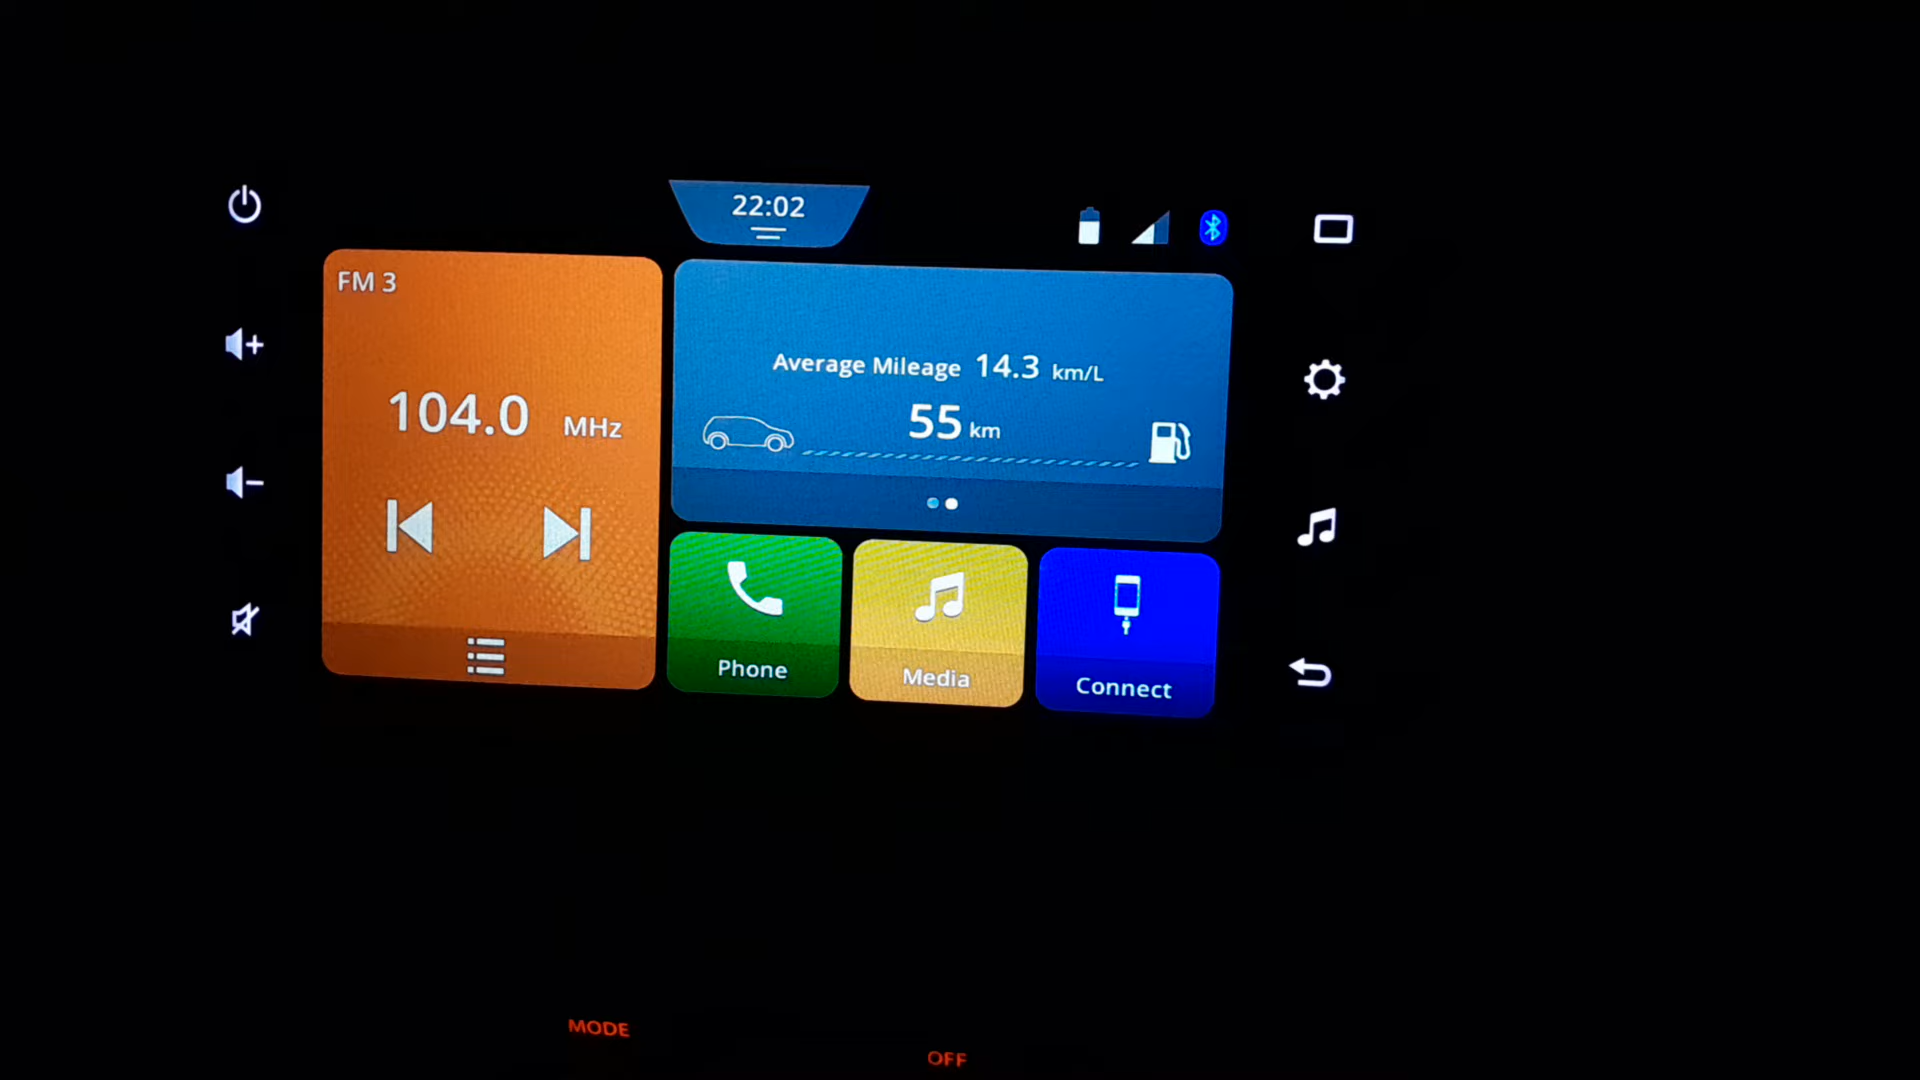 22:02
FM 3
104.0 MHz
Average Mileage 14.3 km/L
55 km
Phone
Media
Connect
MODE
OFF